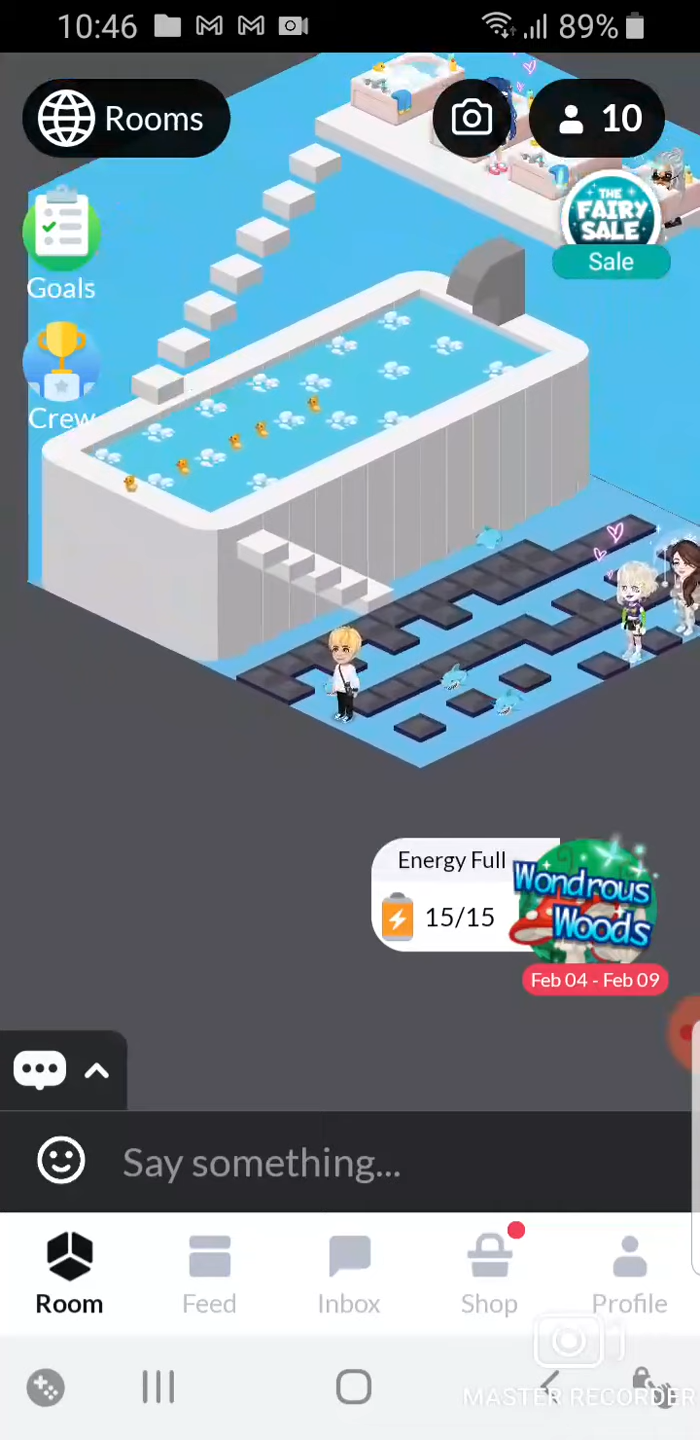 10:46
89%
Rooms
10
THE
FAIRY
SALE
Sale
Goals
Crew
Energy Full
15/15
Wondrous
Woods
Feb 04 - Feb 09
Say something...
Room
Feed
Inbox
Shop
Profile
MASTER RECORDER